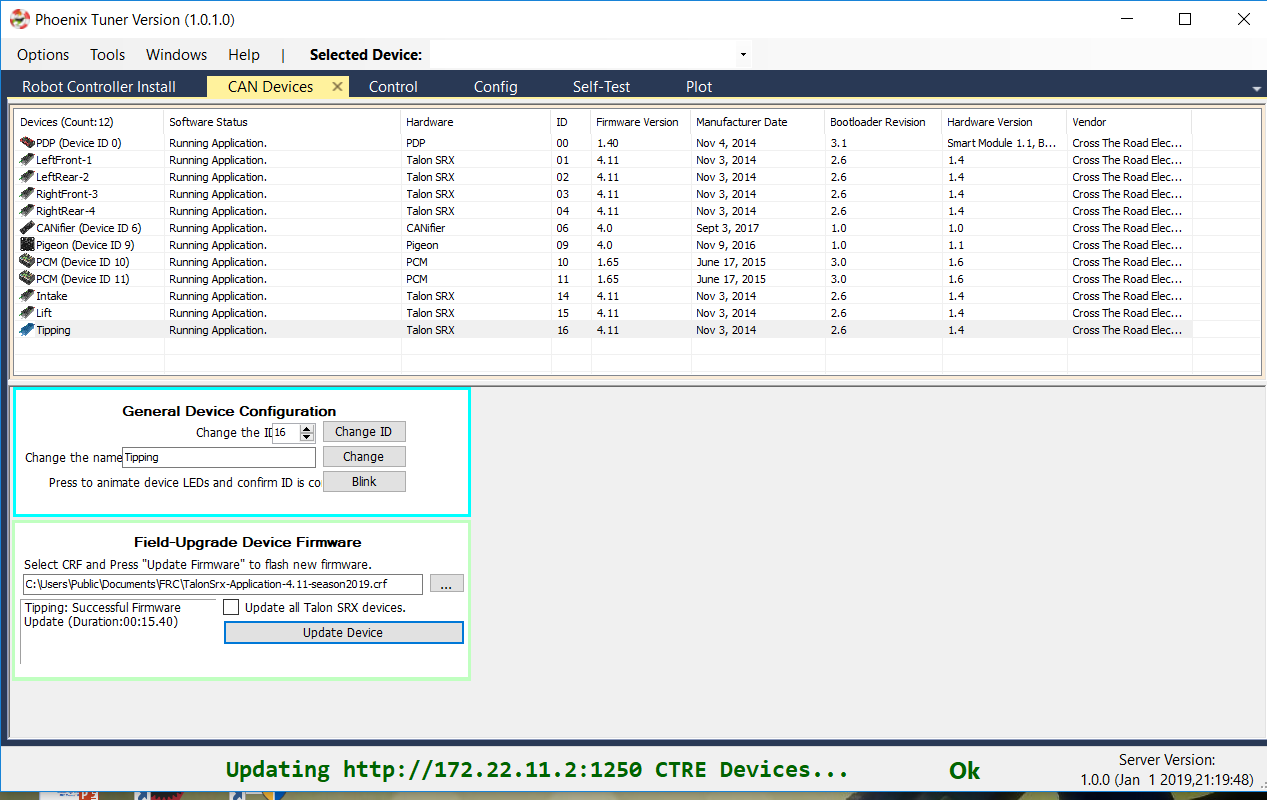 Phoenix Tuner Version (1.0.1.0)
Options Tools Windows Help | Selected Device:
Robot Controller Install CAN Devices Control Config Self-Test Plot
Devices (Count:12) Software Status Hardware ID Firmware Version Manufacturer Date Bootloader Revision Hardware Version Vendor
PDP (Device ID 0) Running Application. PDP 00 1.40 Nov 4, 2014 3.1 Smart Module 1.1, B... Cross The Road Elec...
LeftFront-1 Running Application. Talon SRX 01 4.11 Nov 3, 2014 2.6 1.4 Cross The Road Elec...
LeftRear-2 Running Application. Talon SRX 02 4.11 Nov 3, 2014 2.6 1.4 Cross The Road Elec...
RightFront-3 Running Application. Talon SRX 03 4.11 Nov 3, 2014 2.6 1.4 Cross The Road Elec...
RightRear-4 Running Application. Talon SRX 04 4.11 Nov 3, 2014 2.6 1.4 Cross The Road Elec...
CANifier (Device ID 6) Running Application. CANifier 06 4.0 Sept 3, 2017 1.0 1.0 Cross The Road Elec...
Pigeon (Device ID 9) Running Application. Pigeon 09 4.0 Nov 9, 2016 1.0 1.1 Cross The Road Elec...
PCM (Device ID 10) Running Application. PCM 10 1.65 June 17, 2015 3.0 1.6 Cross The Road Elec...
PCM (Device ID 11) Running Application. PCM 11 1.65 June 17, 2015 3.0 1.6 Cross The Road Elec...
Intake Running Application. Talon SRX 14 4.11 Nov 3, 2014 2.6 1.4 Cross The Road Elec...
Lift Running Application. Talon SRX 15 4.11 Nov 3, 2014 2.6 1.4 Cross The Road Elec...
Tipping Running Application. Talon SRX 16 4.11 Nov 3, 2014 2.6 1.4 Cross The Road Elec...
General Device Configuration
Change the ID 16 Change ID
Change the name Tipping Change
Press to animate device LEDs and confirm ID is co Blink
Field-Upgrade Device Firmware
Select CRF and Press "Update Firmware" to flash new firmware.
C:\Users\Public\Documents\FRC\TalonSrx-Application-4.11-season2019.crf ...
Tipping: Successful Firmware
Update (Duration:00:15.40)
Update all Talon SRX devices.
Update Device
Updating http://172.22.11.2:1250 CTRE Devices... Ok
Server Version:
1.0.0 (Jan 1 2019,21:19:48)